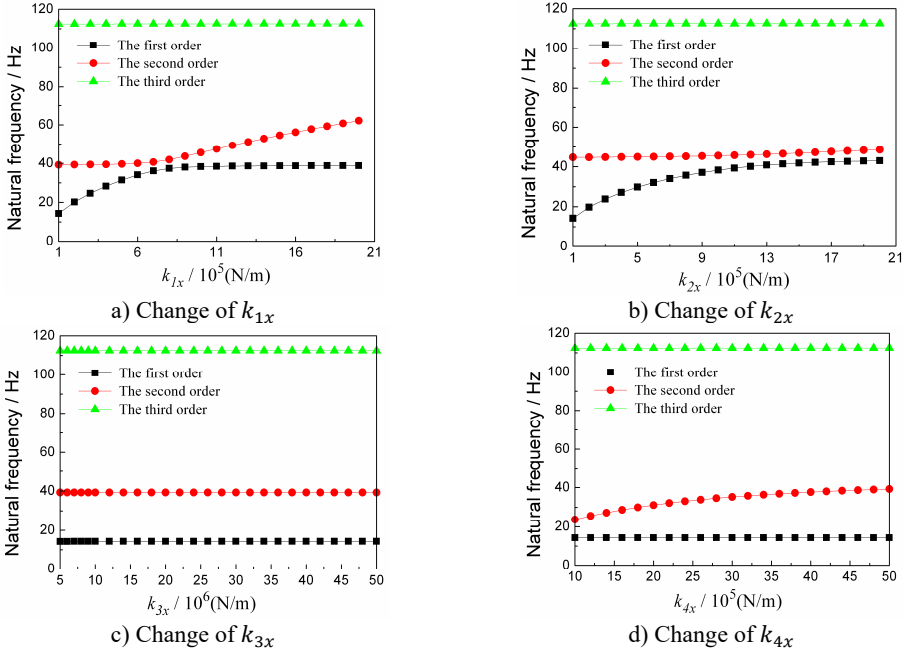 120
100
80
60
40
20
0
Natural frequency / Hz
The first order
The second order
The third order
1 6 11 16 21
k1x / 10^5(N/m)
a) Change of k1x
120
100
80
60
40
20
0
Natural frequency / Hz
The first order
The second order
The third order
1 5 9 13 17 21
k2x / 10^5(N/m)
b) Change of k2x
120
100
80
60
40
20
0
Natural frequency / Hz
The first order
The second order
The third order
5 10 15 20 25 30 35 40 45 50
k3x / 10^6(N/m)
c) Change of k3x
120
100
80
60
40
20
0
Natural frequency / Hz
The first order
The second order
The third order
10 15 20 25 30 35 40 45 50
k4x / 10^5(N/m)
d) Change of k4x